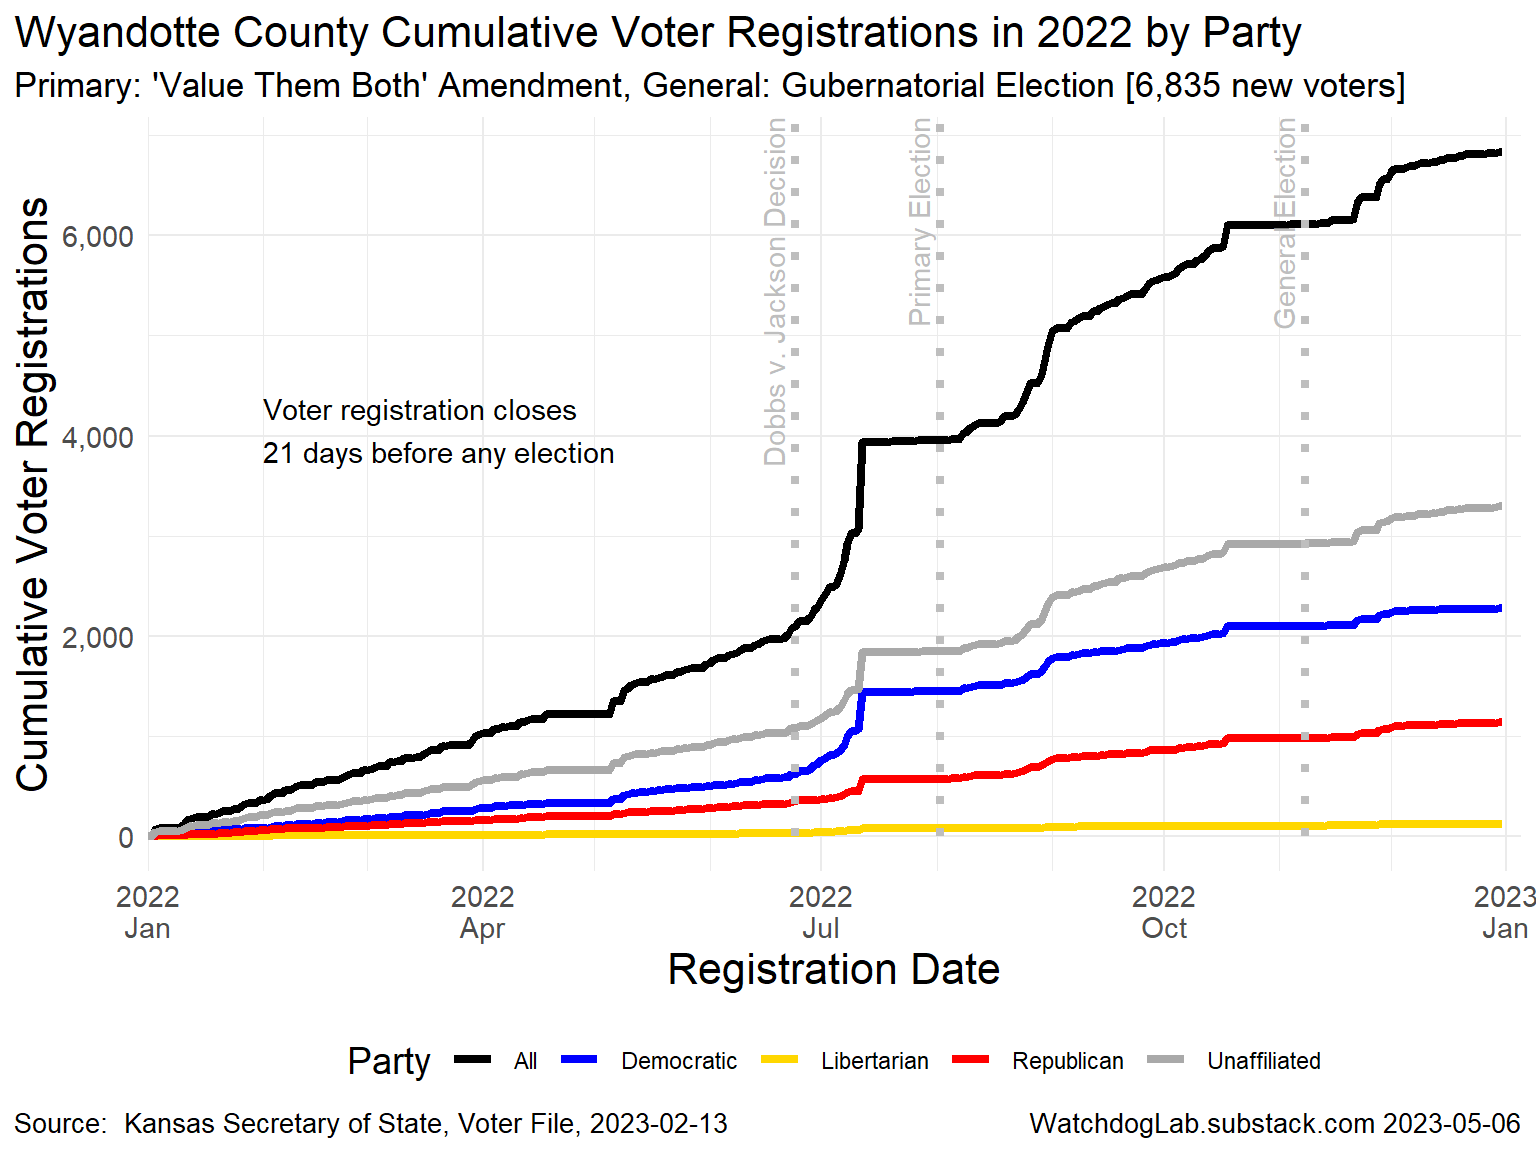 Wyandotte County Cumulative Voter Registrations in 2022 by Party
Primary: 'Value Them Both' Amendment, General: Gubernatorial Election [6,835 new voters]
Cumulative Voter Registrations
6,000
4,000
2,000
0
Dobbs v. Jackson Decision
Primary Election
General Election
Voter registration closes
21 days before any election
2022 2022 2022 2022 2023
Jan Apr Jul Oct Jan
Registration Date
Party All Democratic Libertarian Republican Unaffiliated
Source:  Kansas Secretary of State, Voter File, 2023-02-13
WatchdogLab.substack.com 2023-05-06